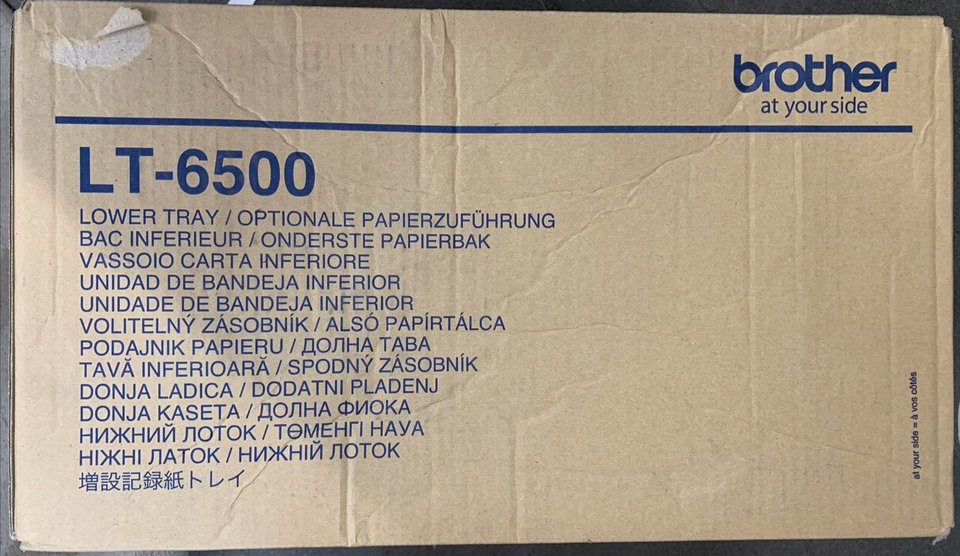 brother
at your side
LT-6500
LOWER TRAY / OPTIONALE PAPIERZUFÜHRUNG
BAC INFERIEUR / ONDERSTE PAPIERBAK
VASSOIO CARTA INFERIORE
UNIDAD DE BANDEJA INFERIOR
UNIDADE DE BANDEJA INFERIOR
VOLITELNÝ ZÁSOBNÍK / ALSÓ PAPÍRTÁLCA
PODAJNIK PAPIERU / ДОЛНА ТАВА
TAVĂ INFERIOARĂ / SPODNÝ ZÁSOBNÍK
DONJA LADICA / DODATNI PLADENJ
DONJA KASETA / ДОЛНА ФИОКА
НИЖНИЙ ЛОТОК / ТӨМЕНГІ НАУА
НІЖНІ ЛАТОК / НИЖНІЙ ЛОТОК
増設記録紙トレイ
at your side = à vos côtés